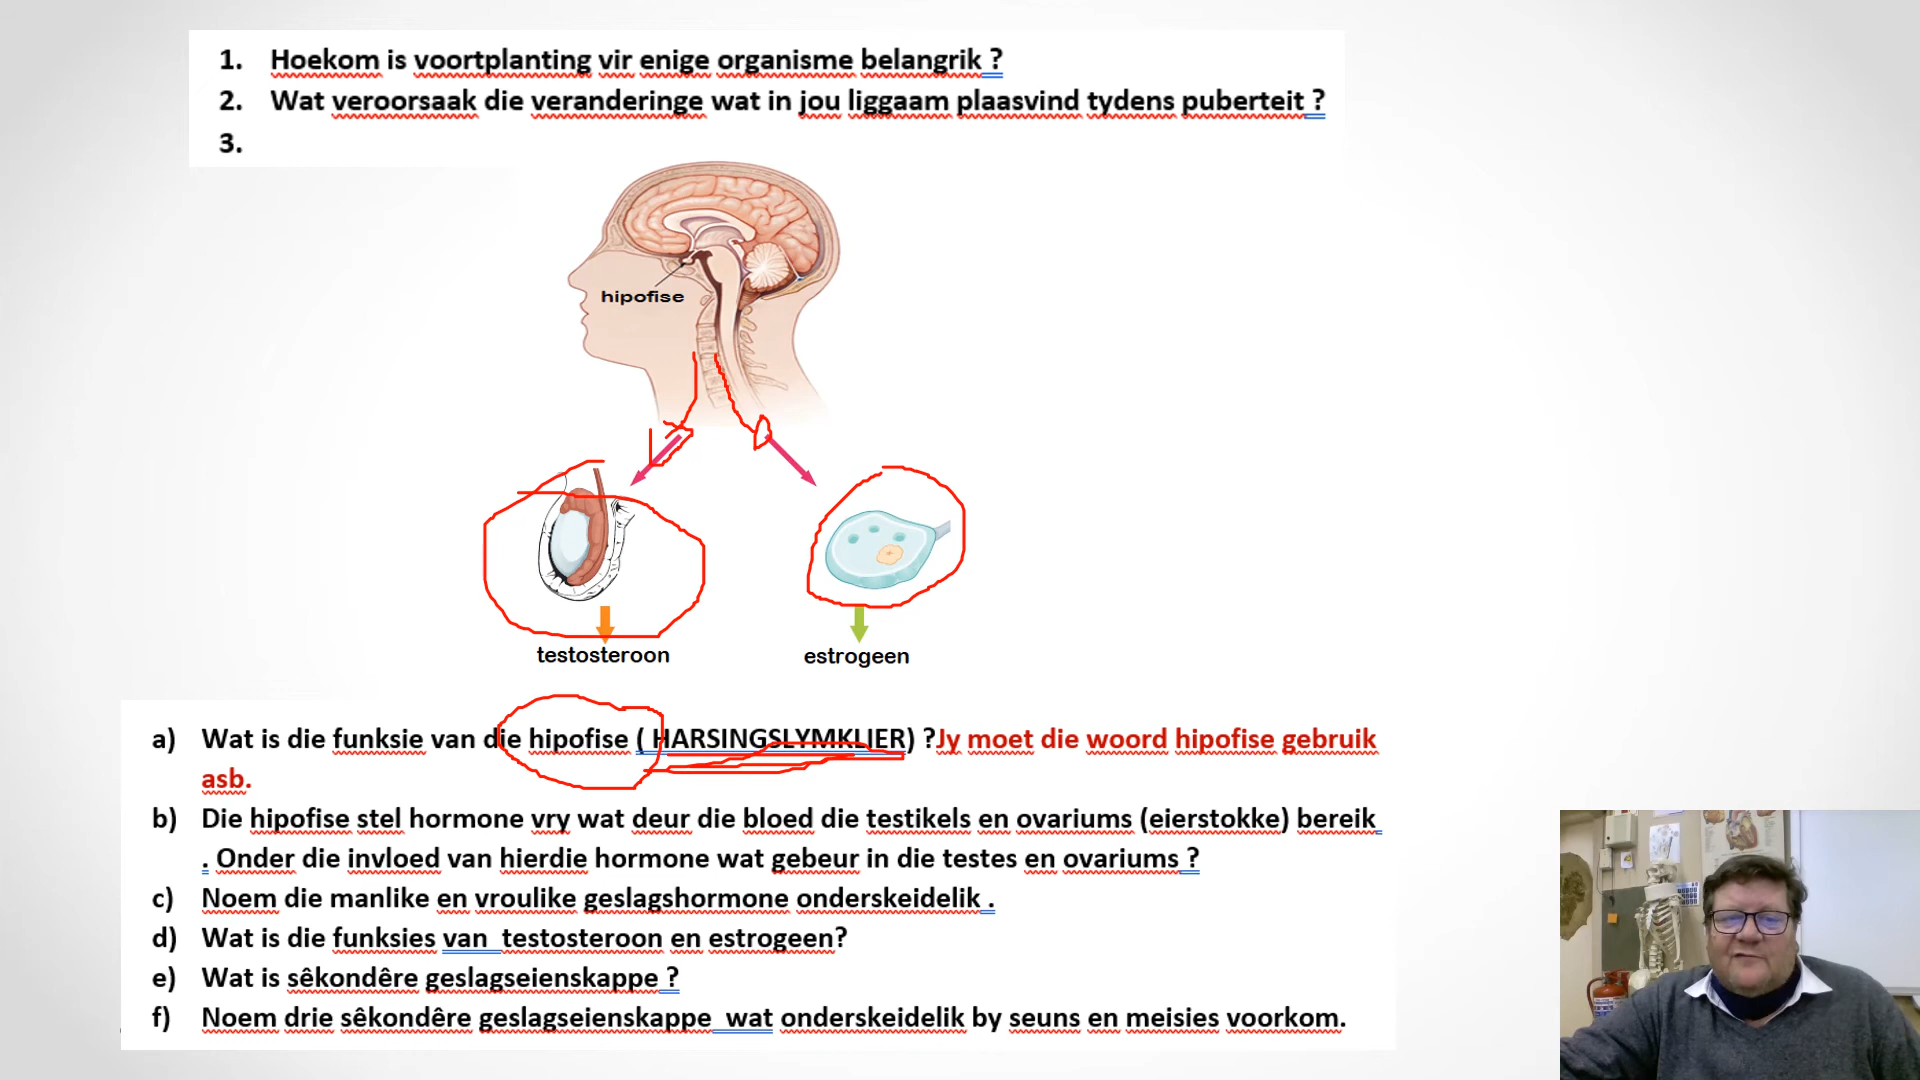 1. Hoekom is voortplanting vir enige organisme belangrik ?
2. Wat veroorsaak die veranderinge wat in jou liggaam plaasvind tydens puberteit ?
3.
hipofise
testosteroon
estrogeen
a) Wat is die funksie van die hipofise ( HARSINGSLYMKLIER) ?Jy moet die woord hipofise gebruik
asb.
b) Die hipofise stel hormone vry wat deur die bloed die testikels en ovariums (eierstokke) bereik
. Onder die invloed van hierdie hormone wat gebeur in die testes en ovariums ?
c) Noem die manlike en vroulike geslagshormone onderskeidelik .
d) Wat is die funksies van testosteroon en estrogeen?
e) Wat is sêkondêre geslagseienskappe ?
f) Noem drie sêkondêre geslagseienskappe wat onderskeidelik by seuns en meisies voorkom.